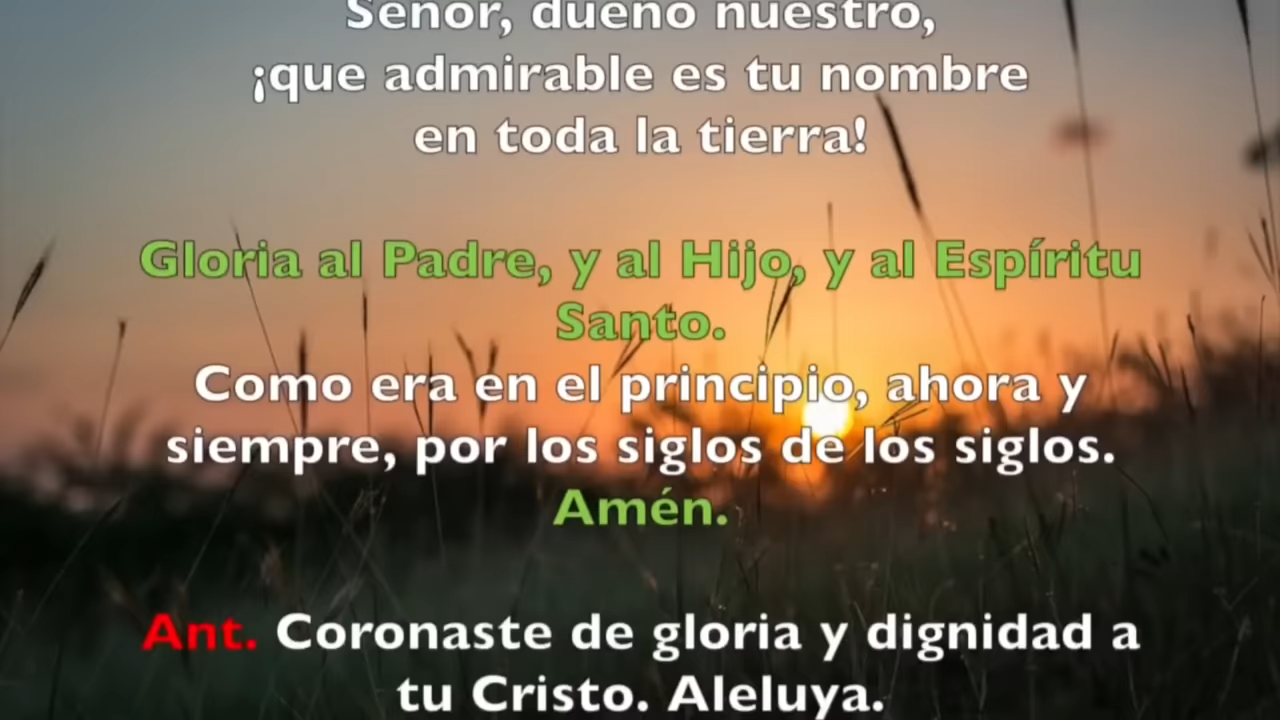 Señor, dueño nuestro,
¡que admirable es tu nombre
en toda la tierra!
Gloria al Padre, y al Hijo, y al Espíritu
Santo.
Como era en el principio, ahora y
siempre, por los siglos de los siglos.
Amén.
Ant. Coronaste de gloria y dignidad a
tu Cristo. Aleluya.